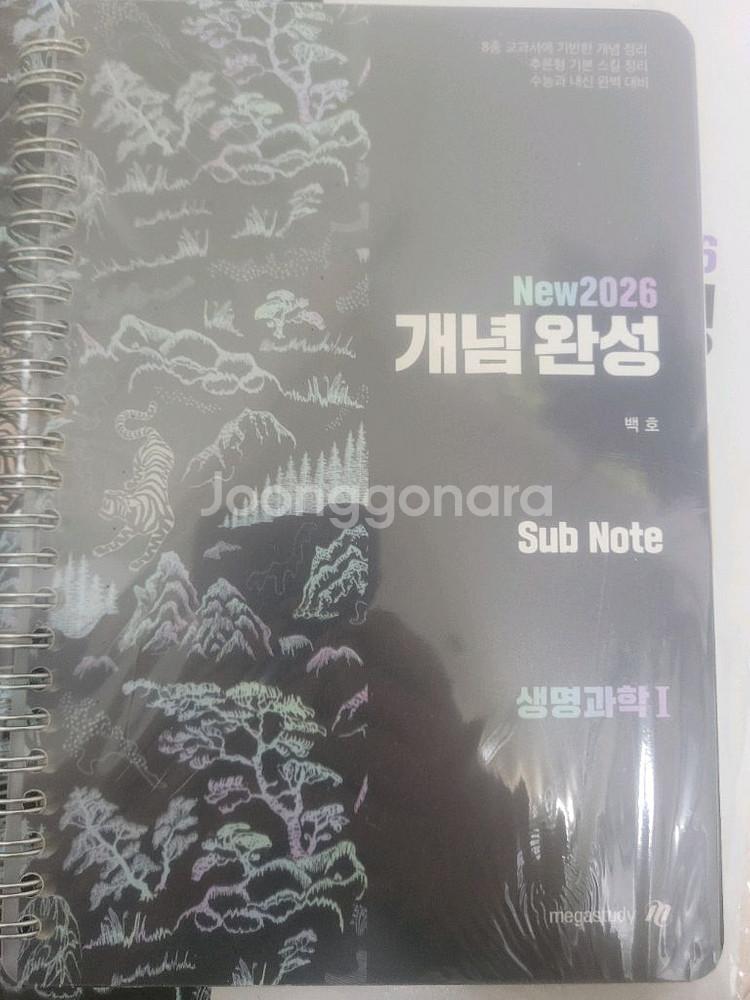 8종 교과서에 기반한 개념 정리
추론형 기본 스킬 정리
수능과 내신 완벽 대비
New2026
개념 완성
백호
Joonggonara
Sub Note
생명과학 I
megastudy
6